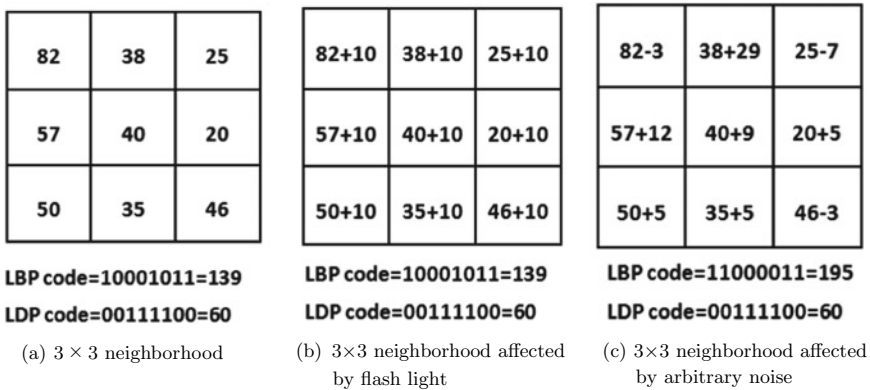 82 38 25
57 40 20
50 35 46
LBP code=10001011=139
LDP code=00111100=60
(a) 3 × 3 neighborhood
82+10 38+10 25+10
57+10 40+10 20+10
50+10 35+10 46+10
LBP code=10001011=139
LDP code=00111100=60
(b) 3×3 neighborhood affected
by flash light
82-3 38+29 25-7
57+12 40+9 20+5
50+5 35+5 46-3
LBP code=11000011=195
LDP code=00111100=60
(c) 3×3 neighborhood affected
by arbitrary noise